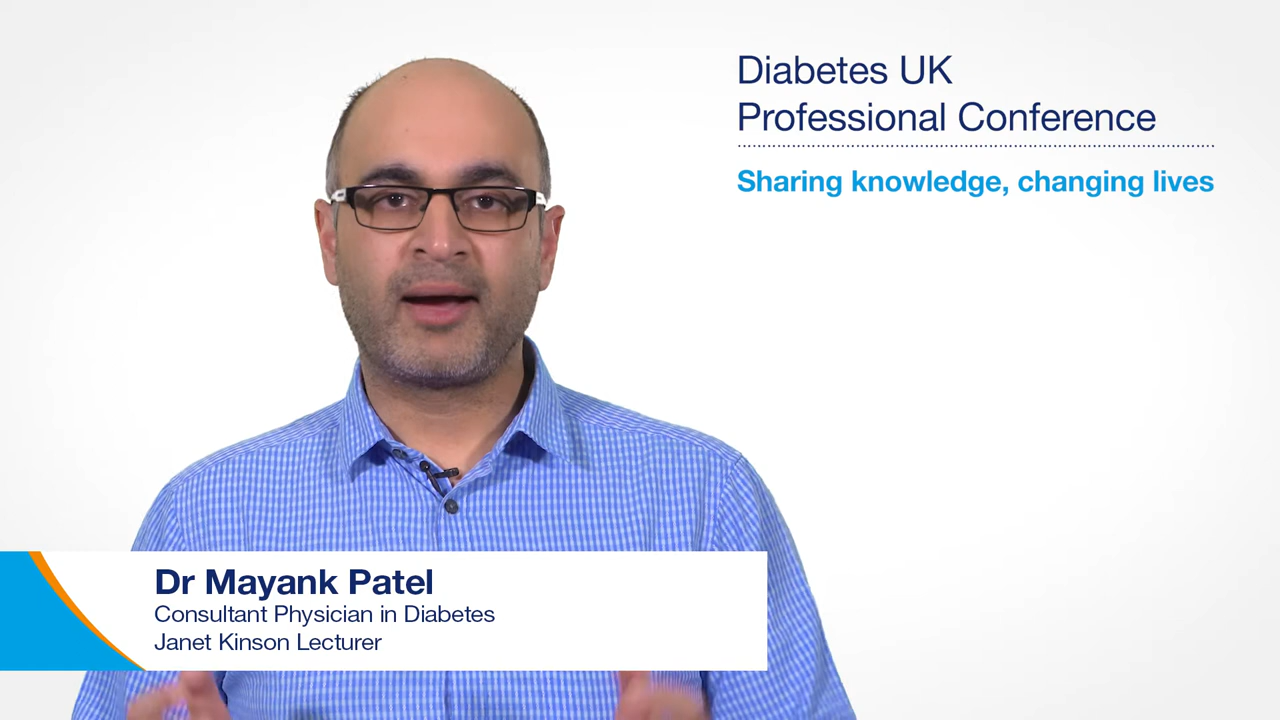 Diabetes UK
Professional Conference
Sharing knowledge, changing lives
Dr Mayank Patel
Consultant Physician in Diabetes
Janet Kinson Lecturer